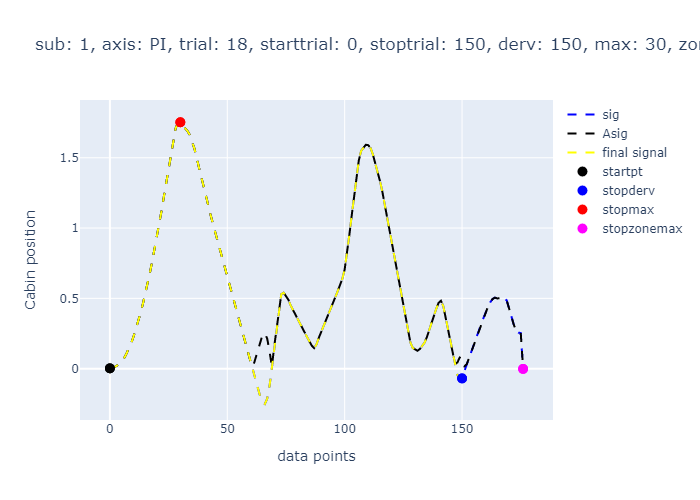 sub: 1, axis: PI, trial: 18, starttrial: 0, stoptrial: 150, derv: 150, max: 30,
sig
Asig
final signal
startpt
stopderv
stopmax
stopzonemax
Cabin position
1.5
1
0.5
0
0
50
100
150
data points